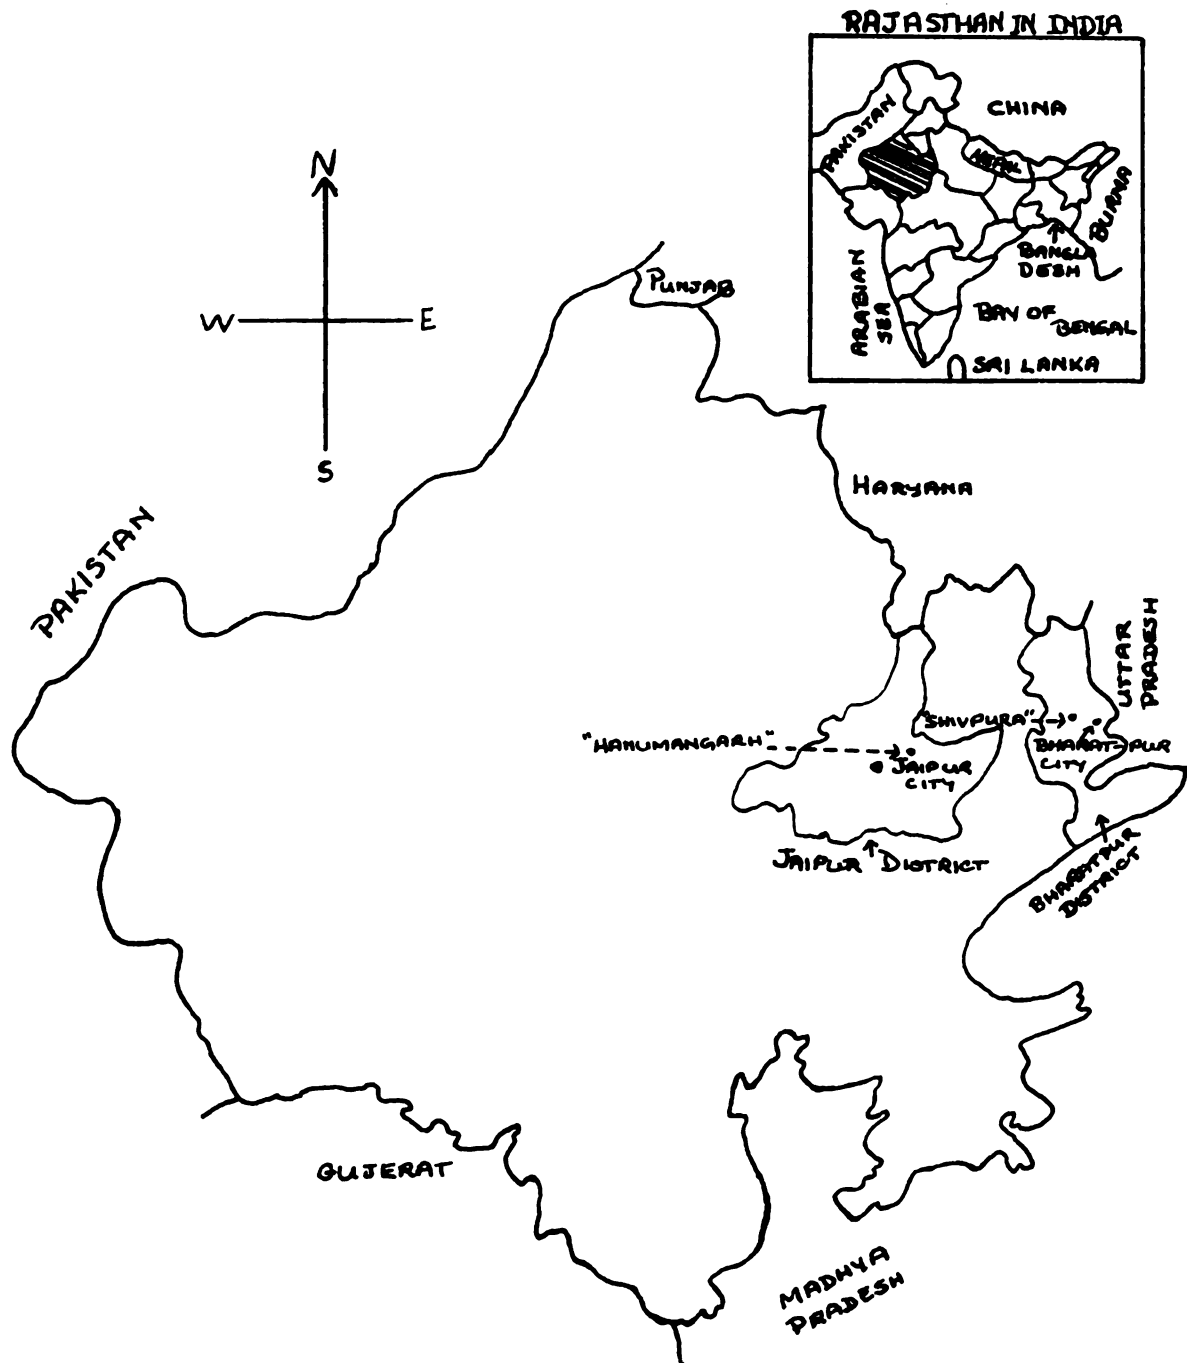 RAJASTHAN IN INDIA
CHINA
PAKISTAN
NEPAL
BURMA
BANGLA
DESH
ARABIAN
SEA
BAY OF
BENGAL
SRI LANKA
N
W
E
S
PUNJAB
HARYANA
PAKISTAN
UTTAR
PRADESH
"SHIVPURA"
"HANUMANGARH"
BHARAT-PUR
CITY
JAIPUR
CITY
JAIPUR DISTRICT
BHARATPUR
DISTRICT
GUJERAT
MADHYA
PRADESH